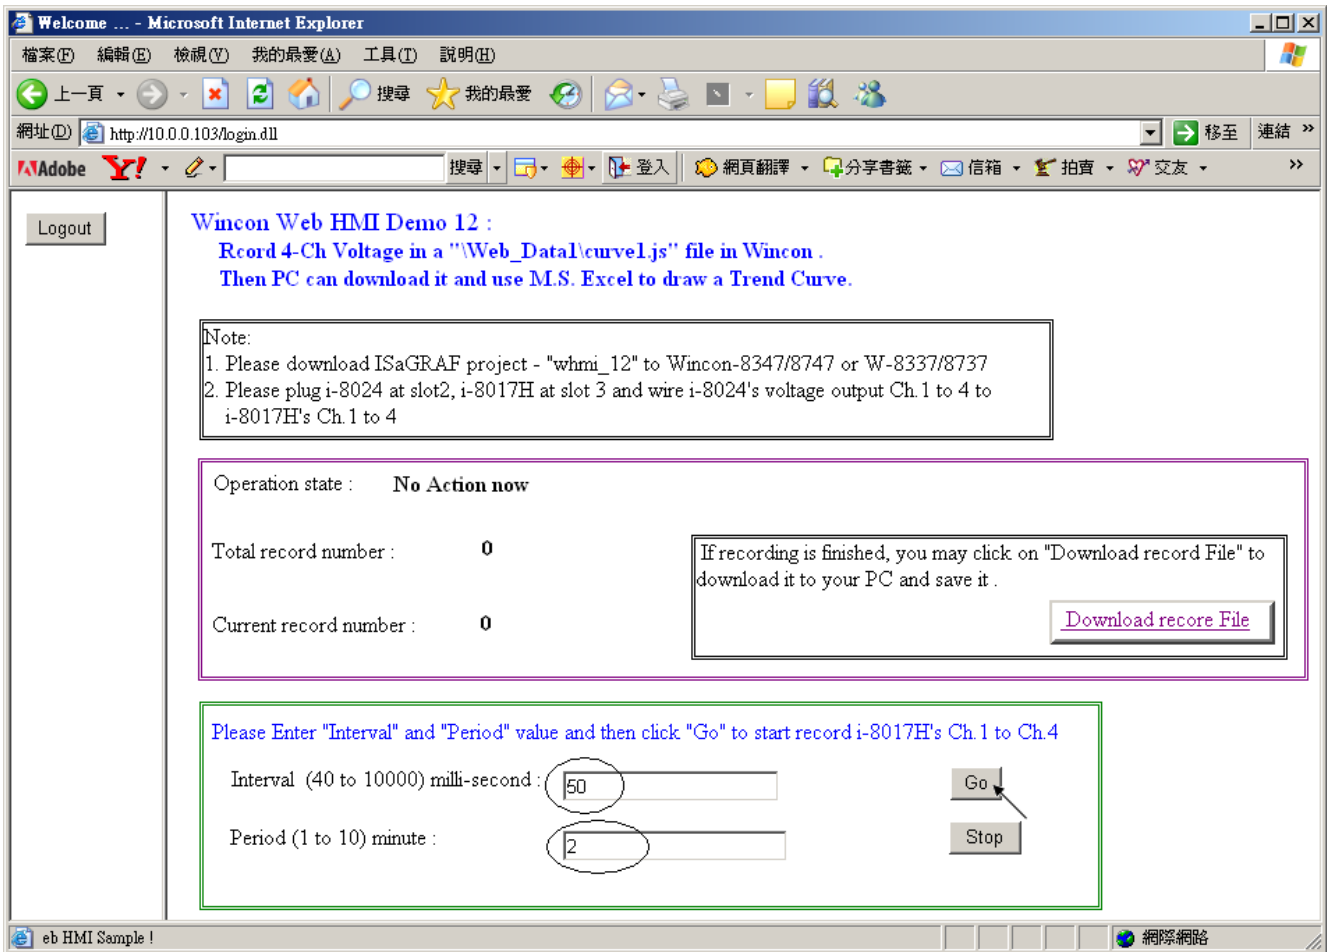 Welcome ... - Microsoft Internet Explorer
檔案(F) 編輯(E) 檢視(V) 我的最愛(A) 工具(T) 說明(H)
上一頁 搜尋 我的最愛
網址(D) http://10.0.0.103/login.dll 移至 連結 »
Adobe Y! 搜尋 登入 網頁翻譯 分享書籤 信箱 拍賣 交友 »
Logout
Wincon Web HMI Demo 12 :
Rcord 4-Ch Voltage in a "\Web_Data1\curve1.js" file in Wincon .
Then PC can download it and use M.S. Excel to draw a Trend Curve.
Note:
1. Please download ISaGRAF project - "whmi_12" to Wincon-8347/8747 or W-8337/8737
2. Please plug i-8024 at slot2, i-8017H at slot 3 and wire i-8024's voltage output Ch.1 to 4 to
i-8017H's Ch.1 to 4
Operation state : No Action now
Total record number : 0
If recording is finished, you may click on "Download record File" to
download it to your PC and save it .
Current record number : 0
Download recore File
Please Enter "Interval" and "Period" value and then click "Go" to start record i-8017H's Ch.1 to Ch.4
Interval (40 to 10000) milli-second : 50 Go
Period (1 to 10) minute : 2 Stop
eb HMI Sample ! 網際網路